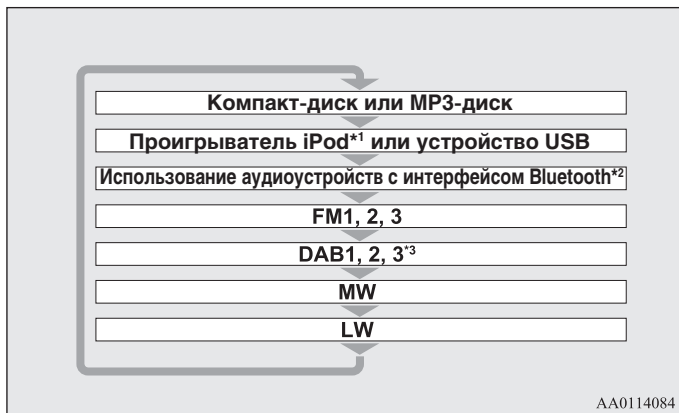 Компакт-диск или MP3-диск
Проигрыватель iPod*1 или устройство USB
Использование аудиоустройств с интерфейсом Bluetooth*2
FM1, 2, 3
DAB1, 2, 3*3
MW
LW
AA0114084